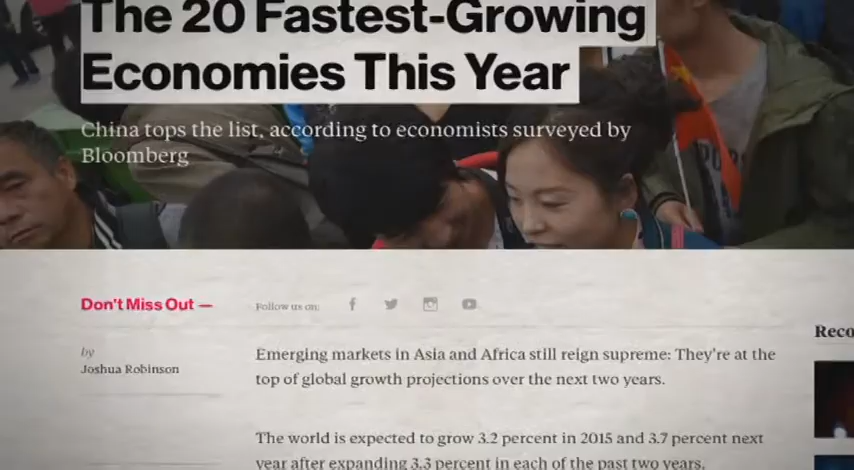 The 20 Fastest-Growing
Economies This Year
China tops the list, according to economists surveyed by
Bloomberg
Don't Miss Out —
Follow us on:
by
Joshua Robinson
Emerging markets in Asia and Africa still reign supreme: They're at the
top of global growth projections over the next two years.
Reco
The world is expected to grow 3.2 percent in 2015 and 3.7 percent next
year after expanding 3.3 percent in each of the past two years.